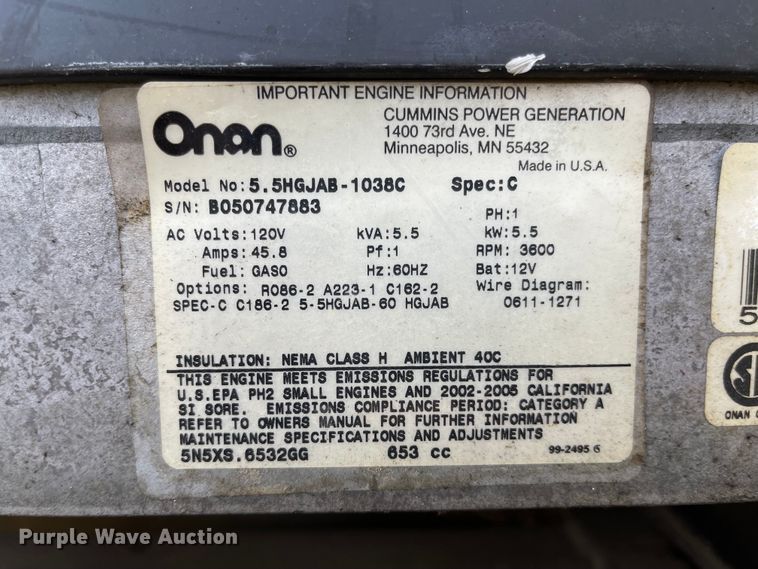 IMPORTANT ENGINE INFORMATION
Onan®
CUMMINS POWER GENERATION
1400 73rd Ave. NE
Minneapolis, MN 55432
Made in U.S.A.
Model No: 5.5HGJAB-1038C Spec: C
S/N: B050747883
PH: 1
AC Volts: 120V kVA: 5.5 kW: 5.5
Amps: 45.8 Pf: 1 RPM: 3600
Fuel: GASO Hz: 60HZ Bat: 12V
Options: R086-2 A223-1 C162-2 Wire Diagram:
SPEC-C C186-2 5-5HGJAB-60 HGJAB 0611-1271
INSULATION: NEMA CLASS H AMBIENT 40C
THIS ENGINE MEETS EMISSIONS REGULATIONS FOR
U.S.EPA PH2 SMALL ENGINES AND 2002-2005 CALIFORNIA
SI SORE. EMISSIONS COMPLIANCE PERIOD: CATEGORY A
REFER TO OWNERS MANUAL FOR FURTHER INFORMATION
MAINTENANCE SPECIFICATIONS AND ADJUSTMENTS
5N5XS.6532GG 653 cc 99-2495 G
5
ONAN
Purple Wave Auction